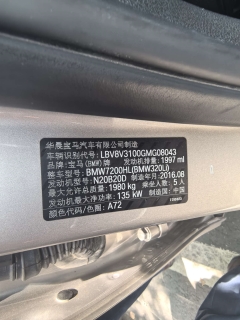 华晨宝马汽车有限公司制造
车辆识别代号: LBV8V3100GMG08043
品牌: 宝马(BMW)牌 发动机排量: 1997 ml
整车型号: BMW7200HL(BMW320Li)
发动机型号: N20B20D 制造年月: 2016.08
最大允许总质量: 1980 kg 乘坐人数: 5 人
发动机最大净功率: 135 kW 制造国: 中国
颜色代码/色图: A72